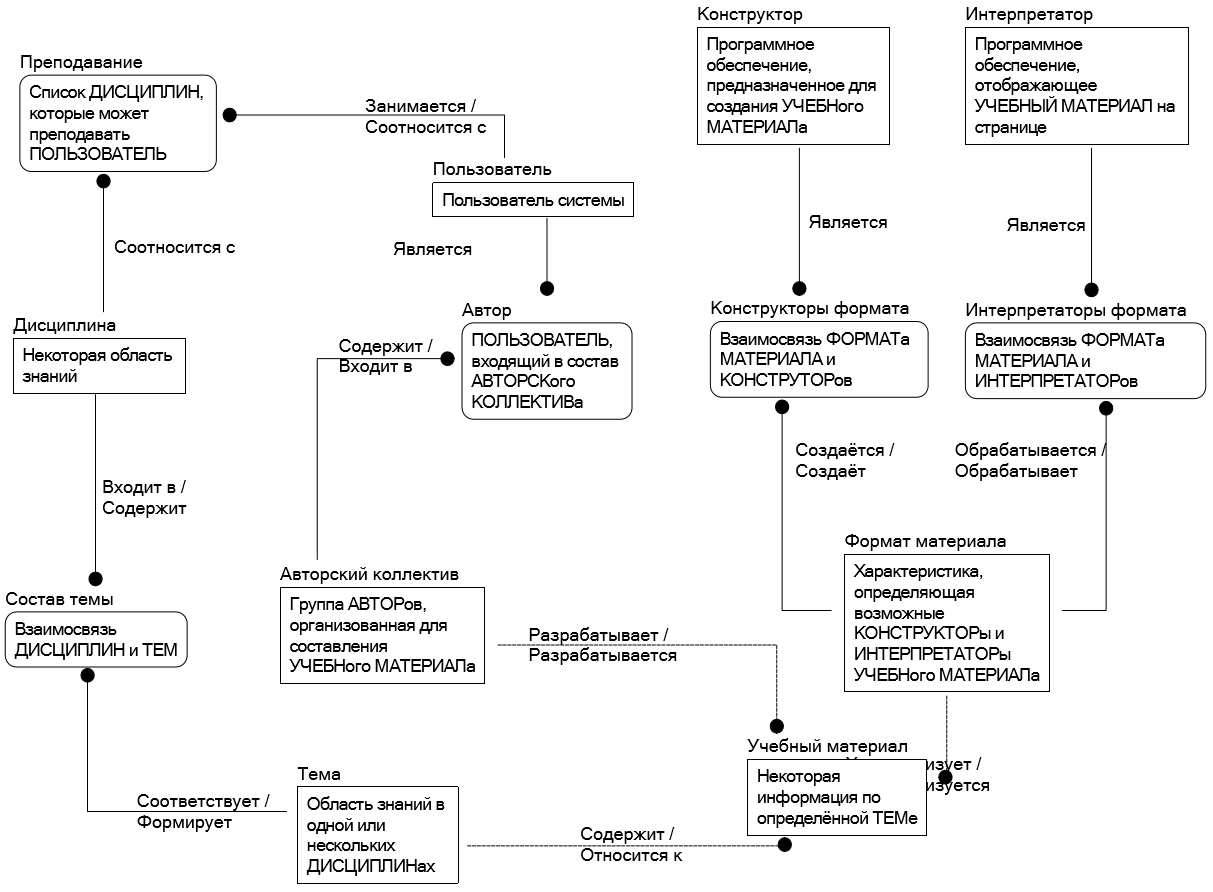 Преподавание
Список ДИСЦИПЛИН,
которые может
преподавать
ПОЛЬЗОВАТЕЛЬ
Занимается /
Соотносится с
Пользователь
Пользователь системы
Конструктор
Программное
обеспечение,
предназначенное для
создания УЧЕБНого
МАТЕРИАЛа
Интерпретатор
Программное
обеспечение,
отображающее
УЧЕБНЫЙ МАТЕРИАЛ на
странице
Соотносится с
Является
Является
Является
Дисциплина
Некоторая область
знаний
Содержит /
Входит в
Автор
ПОЛЬЗОВАТЕЛЬ,
входящий в состав
АВТОРСКого
КОЛЛЕКТИВа
Конструкторы формата
Взаимосвязь ФОРМАТа
МАТЕРИАЛА и
КОНСТРУТОРов
Интерпретаторы формата
Взаимосвязь ФОРМАТа
МАТЕРИАЛА и
ИНТЕРПРЕТАТОРов
Входит в /
Содержит
Создаётся /
Создаёт
Обрабатывается /
Обрабатывает
Состав темы
Взаимосвязь
ДИСЦИПЛИН и ТЕМ
Авторский коллектив
Группа АВТОРов,
организованная для
составления
УЧЕБНого МАТЕРИАЛа
Разрабатывает /
Разрабатывается
Формат материала
Характеристика,
определяющая
возможные
КОНСТРУКТОРы и
ИНТЕРПРЕТАТОРы
УЧЕБНого МАТЕРИАЛа
Соответствует /
Формирует
Тема
Область знаний в
одной или
нескольких
ДИСЦИПЛИНах
Содержит /
Относится к
Учебный материал
Некоторая
информация по
определённой ТЕМе